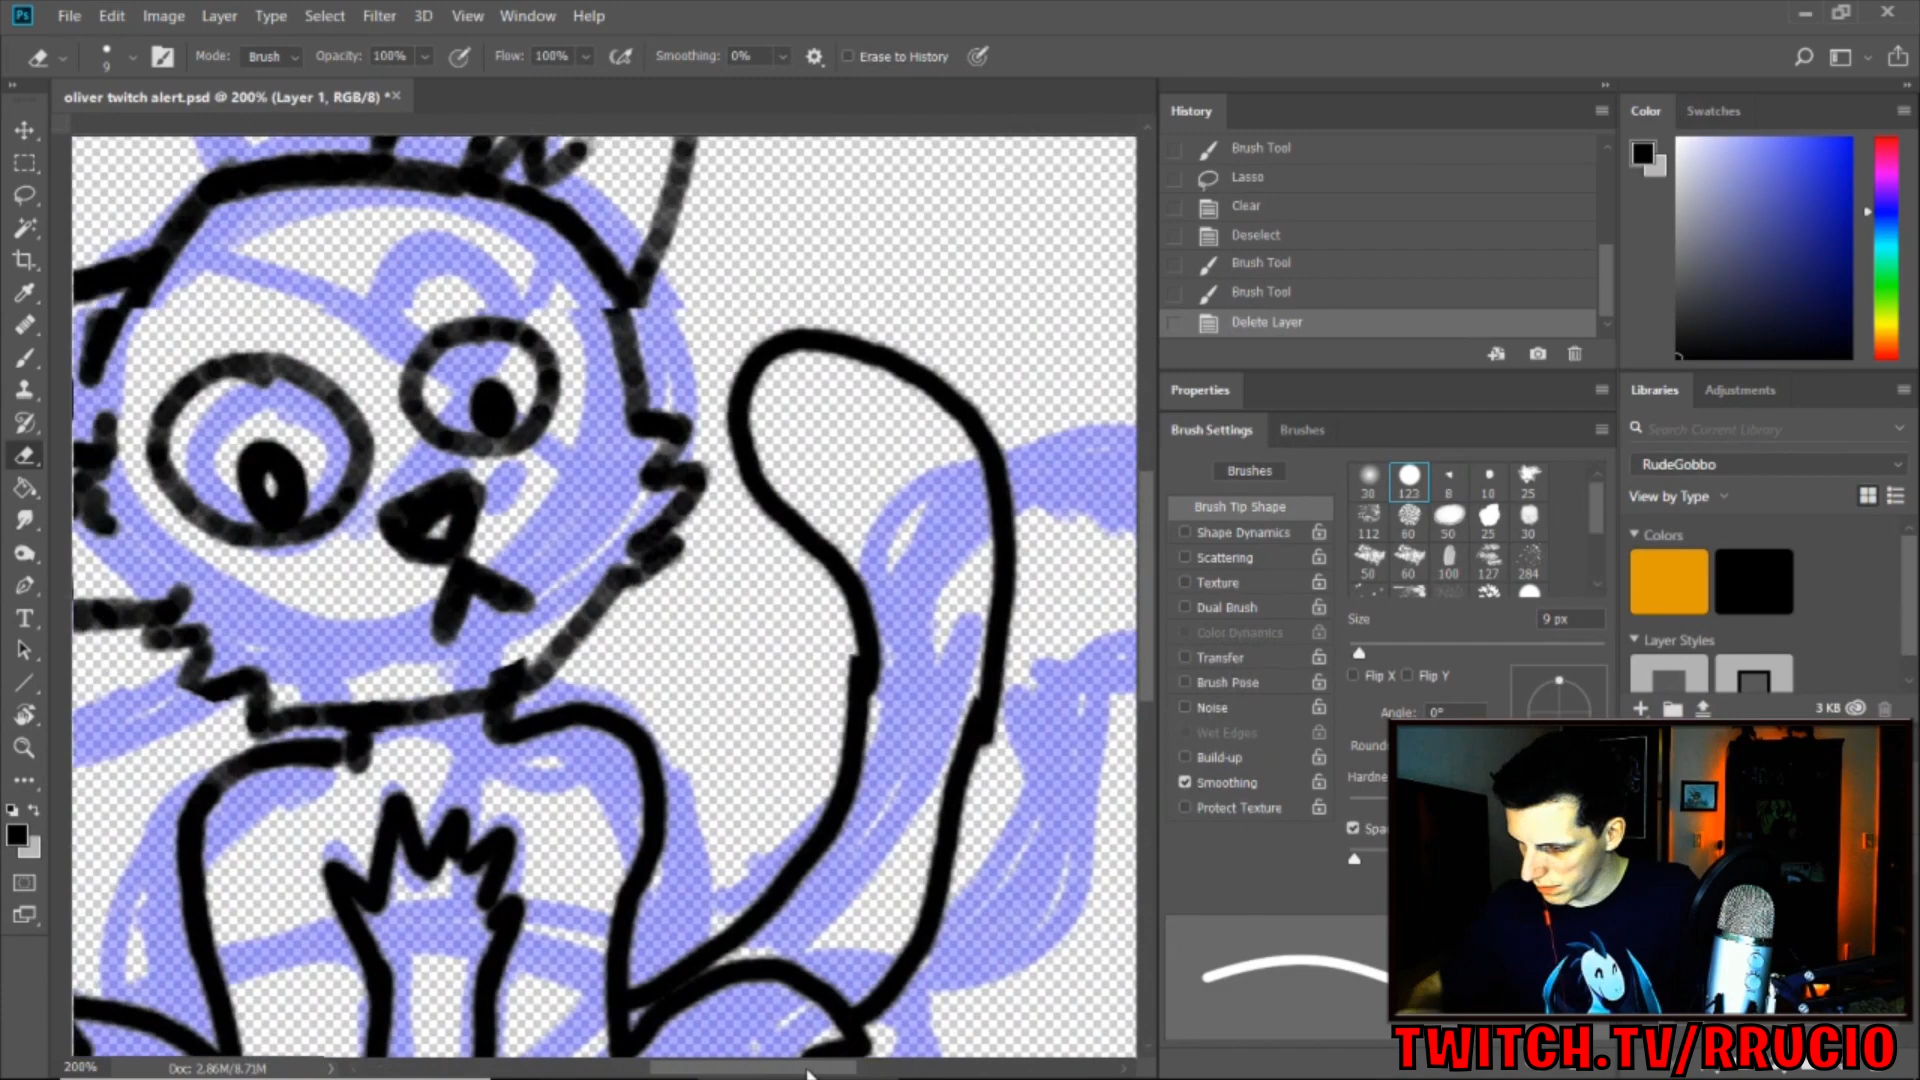 Ps File Edit Image Layer Type Select Filter 3D View Window Help
9 Mode: Brush Opacity: 100% Flow: 100% Smoothing: 0% Erase to History
oliver twitch alert.psd @ 200% (Layer 1, RGB/8) *
History
Brush Tool
Lasso
Clear
Deselect
Brush Tool
Brush Tool
Delete Layer
Properties
Brush Settings Brushes
Brushes
Brush Tip Shape
Shape Dynamics
Scattering
Texture
Dual Brush
Color Dynamics
Transfer
Brush Pose
Noise
Wet Edges
Build-up
Smoothing
Protect Texture
30 123 8 10 25
112 60 50 25 30
50 60 100 127 284
Size 9 px
Flip X Flip Y
Angle: 0°
Round
Hardne
Spac
Color Swatches
Libraries Adjustments
Search Current Library
RudeGobbo
View by Type
Colors
Layer Styles
3 KB
200% Doc: 2.86M/8.71M
TWITCH.TV/RRUCIO